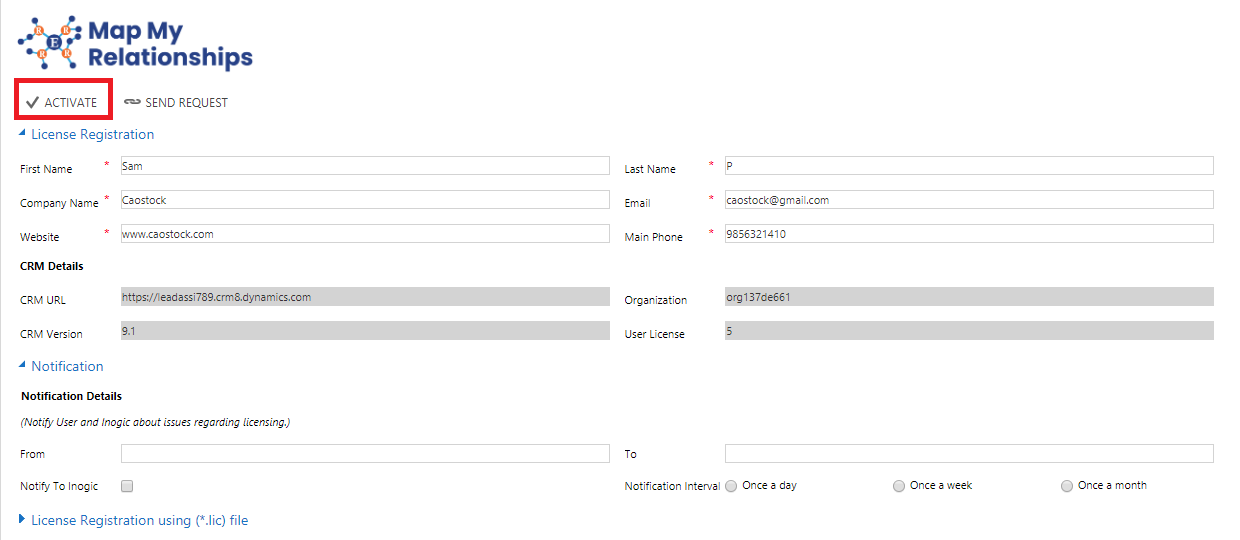 Map My
Relationships
ACTIVATE SEND REQUEST
License Registration
First Name * Sam Last Name * P
Company Name * Caostock Email * caostock@gmail.com
Website * www.caostock.com Main Phone * 9856321410
CRM Details
CRM URL https://leadassi789.crm8.dynamics.com Organization org137de661
CRM Version 9.1 User License 5
Notification
Notification Details
(Notify User and Inogic about issues regarding licensing.)
From To
Notify To Inogic Notification Interval Once a day Once a week Once a month
License Registration using (*.lic) file